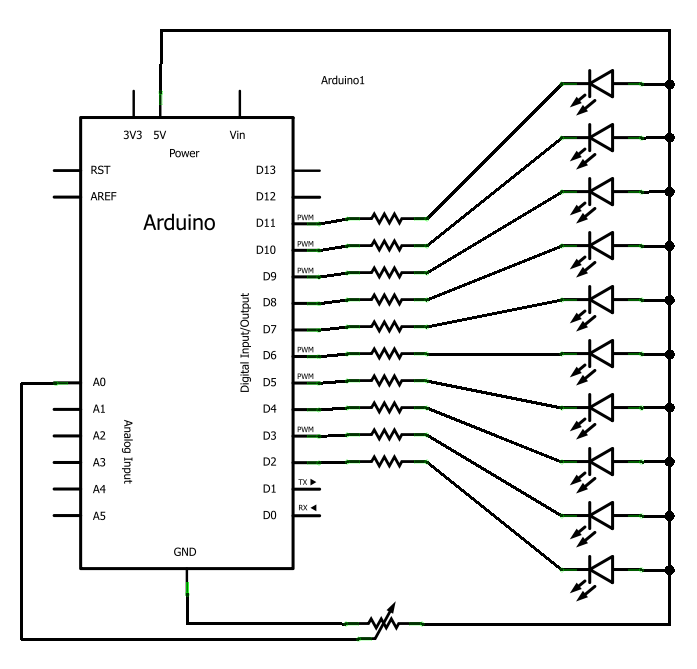 Arduino1
3V3 5V Vin
Power
RST D13
AREF D12
Arduino
D11 PWM
D10 PWM
D9 PWM
D8
D7
D6 PWM
A0 D5 PWM
A1 D4
A2 D3 PWM
A3 D2
A4 D1 TX
A5 D0 RX
Digital Input/Output
Analog Input
GND